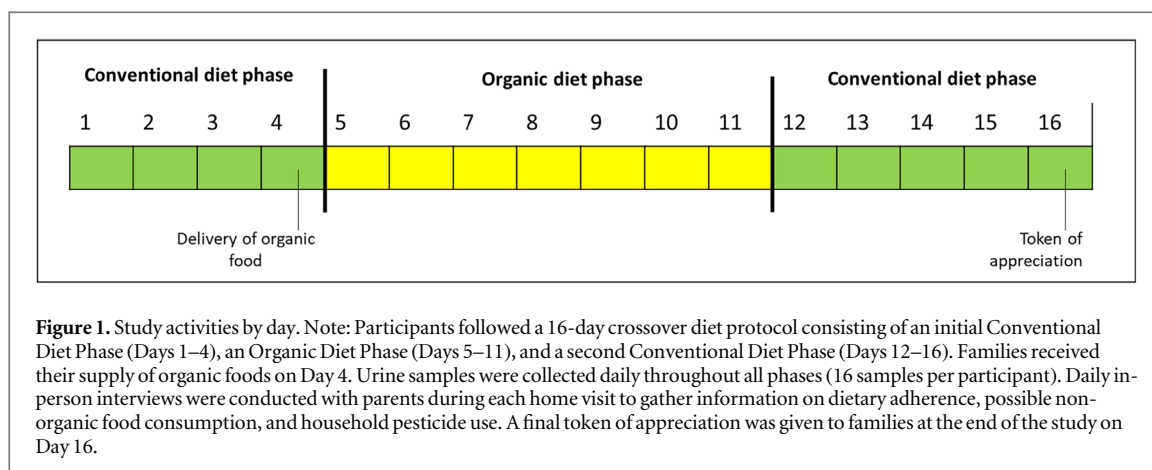 Conventional diet phase
Organic diet phase
Conventional diet phase
1 2 3 4 5 6 7 8 9 10 11 12 13 14 15 16
Delivery of organic
food
Token of
appreciation
Figure 1. Study activities by day. Note: Participants followed a 16-day crossover diet protocol consisting of an initial Conventional
Diet Phase (Days 1–4), an Organic Diet Phase (Days 5–11), and a second Conventional Diet Phase (Days 12–16). Families received
their supply of organic foods on Day 4. Urine samples were collected daily throughout all phases (16 samples per participant). Daily in-
person interviews were conducted with parents during each home visit to gather information on dietary adherence, possible non-
organic food consumption, and household pesticide use. A final token of appreciation was given to families at the end of the study on
Day 16.